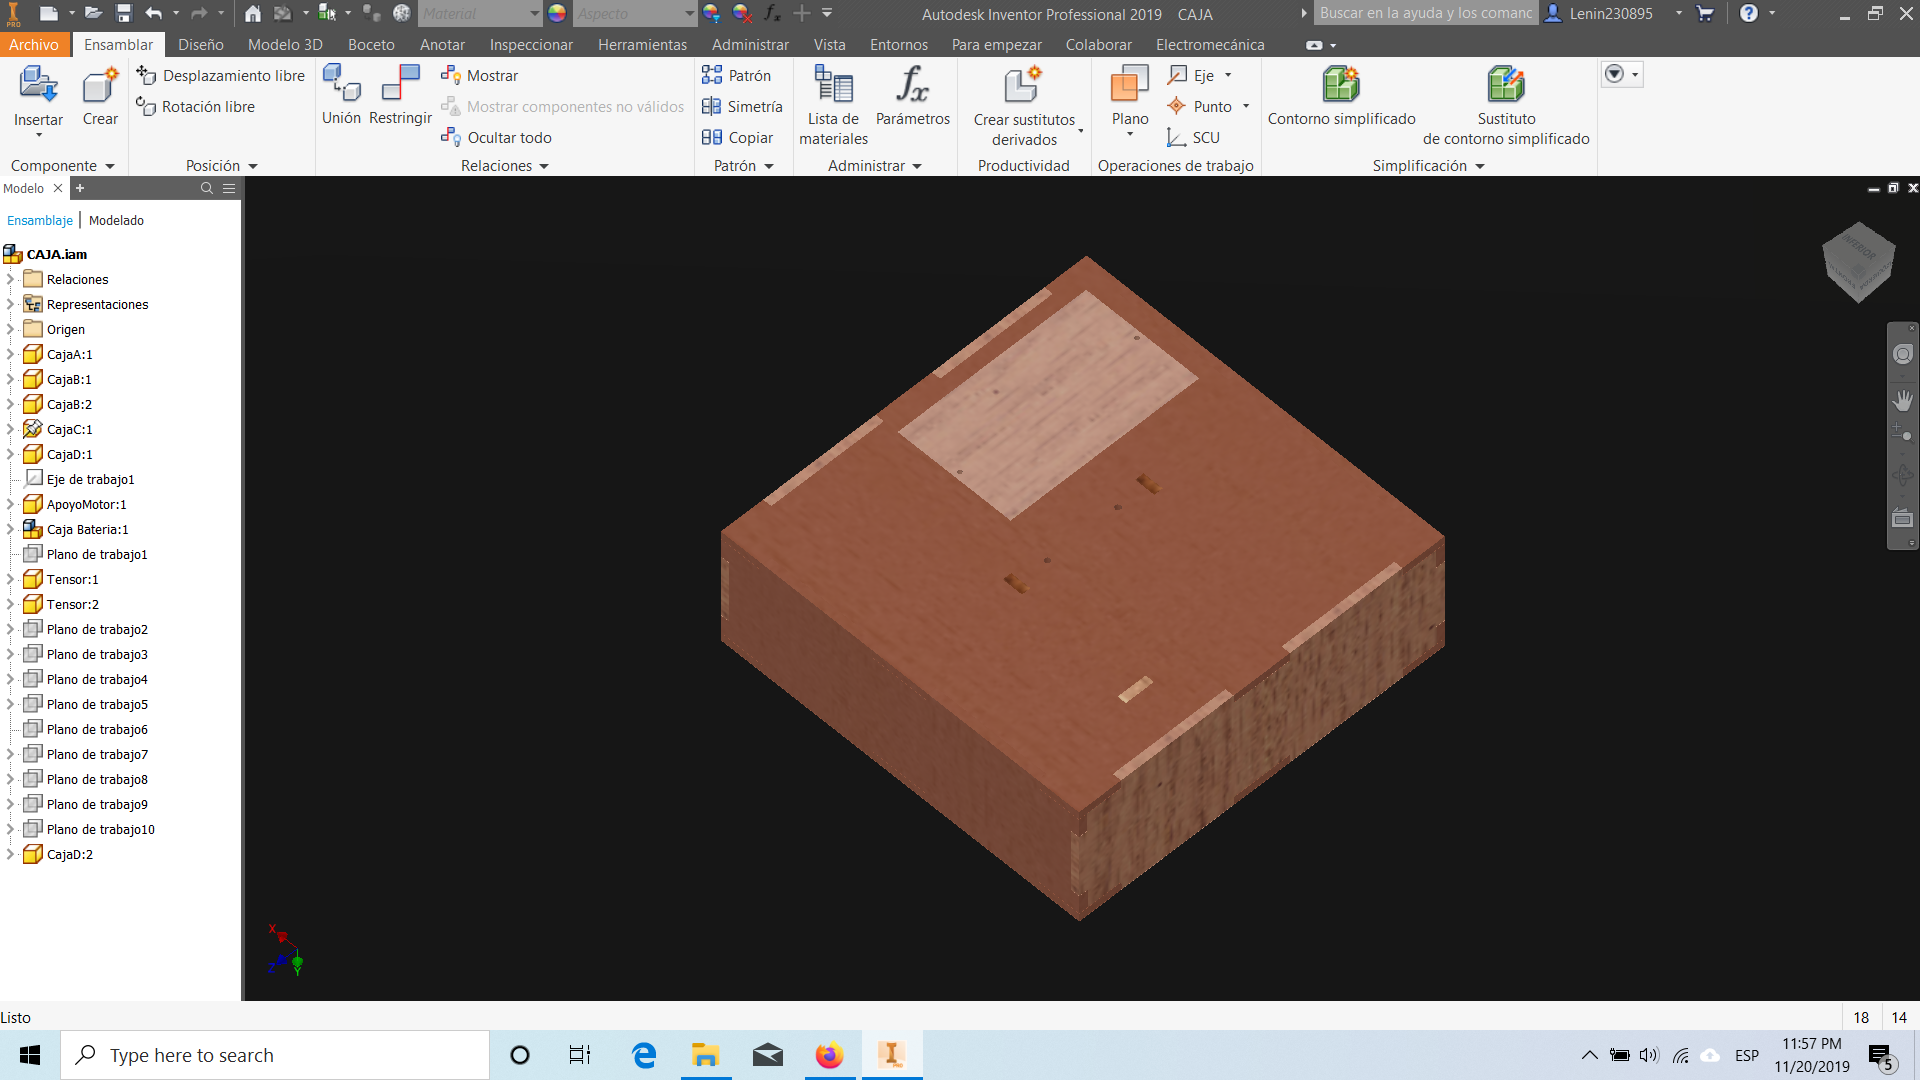 Material
Aspecto
Autodesk Inventor Professional 2019 CAJA
Buscar en la ayuda y los comanc
Lenin230895
PRO
Archivo Ensamblar Diseño Modelo 3D Boceto Anotar Inspeccionar Herramientas Administrar Vista Entornos Para empezar Colaborar Electromecánica
Insertar
Crear
Componente
Desplazamiento libre
Rotación libre
Posición
Unión
Restringir
Mostrar
Mostrar componentes no válidos
Ocultar todo
Relaciones
Patrón
Simetría
Copiar
Patrón
Lista de
materiales
Parámetros
Administrar
Crear sustitutos
derivados
Productividad
Plano
Eje
Punto
SCU
Operaciones de trabajo
Contorno simplificado
Sustituto
de contorno simplificado
Simplificación
Modelo
Ensamblaje | Modelado
CAJA.iam
Relaciones
Representaciones
Origen
CajaA:1
CajaB:1
CajaB:2
CajaC:1
CajaD:1
Eje de trabajo1
ApoyoMotor:1
Caja Bateria:1
Plano de trabajo1
Tensor:1
Tensor:2
Plano de trabajo2
Plano de trabajo3
Plano de trabajo4
Plano de trabajo5
Plano de trabajo6
Plano de trabajo7
Plano de trabajo8
Plano de trabajo9
Plano de trabajo10
CajaD:2
INFERIOR
X
Z
Y
Listo
18 14
Type here to search
ESP
11:57 PM
11/20/2019
5